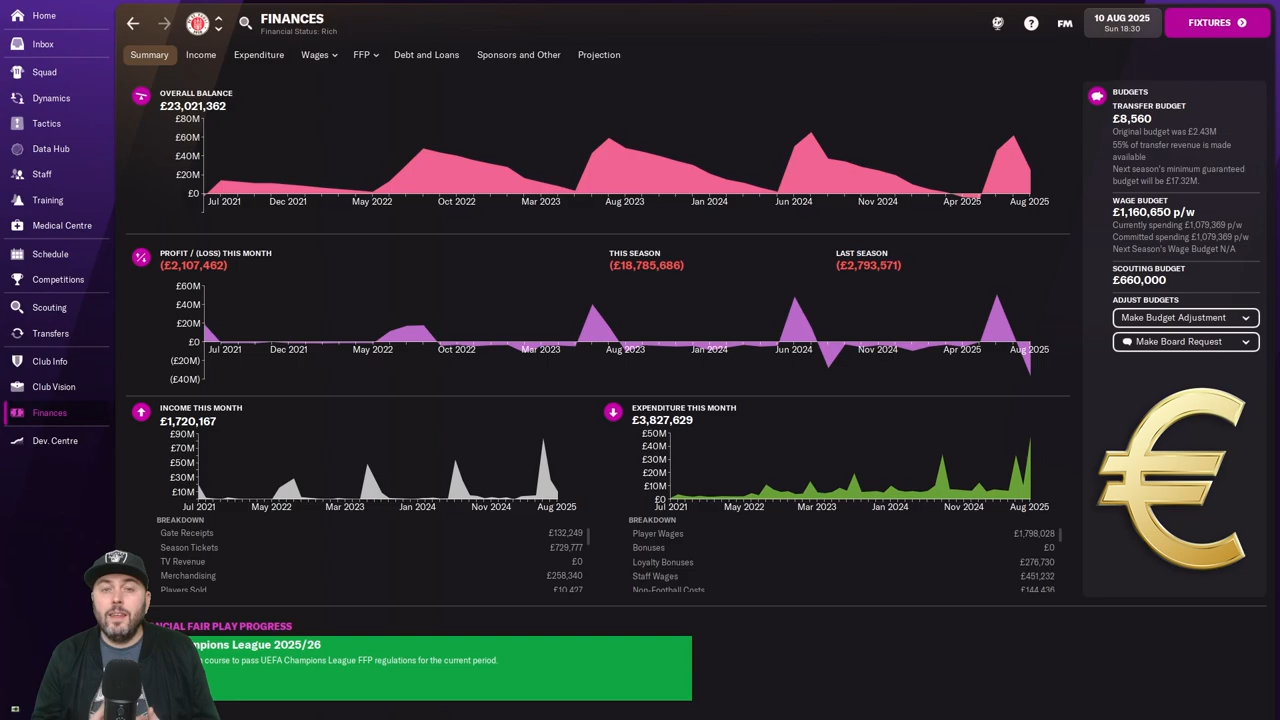 Home
Inbox
Squad
Dynamics
Tactics
Data Hub
Staff
Training
Medical Centre
Schedule
Competitions
Scouting
Transfers
Club Info
Club Vision
Finances
Dev. Centre
FINANCES
Financial Status: Rich
FM
10 AUG 2025
Sun 18:30
FIXTURES
Summary
Income
Expenditure
Wages
FFP
Debt and Loans
Sponsors and Other
Projection
OVERALL BALANCE
£23,021,362
£80M
£60M
£40M
£20M
£0
Jul 2021 Dec 2021 May 2022 Oct 2022 Mar 2023 Aug 2023 Jan 2024 Jun 2024 Nov 2024 Apr 2025 Aug 2025
PROFIT / (LOSS) THIS MONTH
(£2,107,462)
THIS SEASON
(£18,785,686)
LAST SEASON
(£2,793,571)
£60M
£40M
£20M
£0
(£20M)
(£40M)
Jul 2021 Dec 2021 May 2022 Oct 2022 Mar 2023 Aug 2023 Jan 2024 Jun 2024 Nov 2024 Apr 2025 Aug 2025
INCOME THIS MONTH
£1,720,167
£90M
£70M
£50M
£30M
£10M
Jul 2021 May 2022 Mar 2023 Jan 2024 Nov 2024 Aug 2025
BREAKDOWN
Gate Receipts £132,249
Season Tickets £729,777
TV Revenue £0
Merchandising £258,340
Players Sold £10,427
EXPENDITURE THIS MONTH
£3,827,629
£50M
£40M
£30M
£20M
£10M
£0
Jul 2021 May 2022 Mar 2023 Jan 2024 Nov 2024 Aug 2025
BREAKDOWN
Player Wages £1,798,028
Bonuses £0
Loyalty Bonuses £276,730
Staff Wages £451,232
Non-Football Costs £144,436
NCIAL FAIR PLAY PROGRESS
mpions League 2025/26
course to pass UEFA Champions League FFP regulations for the current period.
BUDGETS
TRANSFER BUDGET
£8,560
Original budget was £2.43M
55% of transfer revenue is made
available
Next season's minimum guaranteed
budget will be £17.32M.
WAGE BUDGET
£1,160,650 p/w
Currently spending £1,079,369 p/w
Committed spending £1,079,369 p/w
Next Season's Wage Budget N/A
SCOUTING BUDGET
£660,000
ADJUST BUDGETS
Make Budget Adjustment
Make Board Request
€